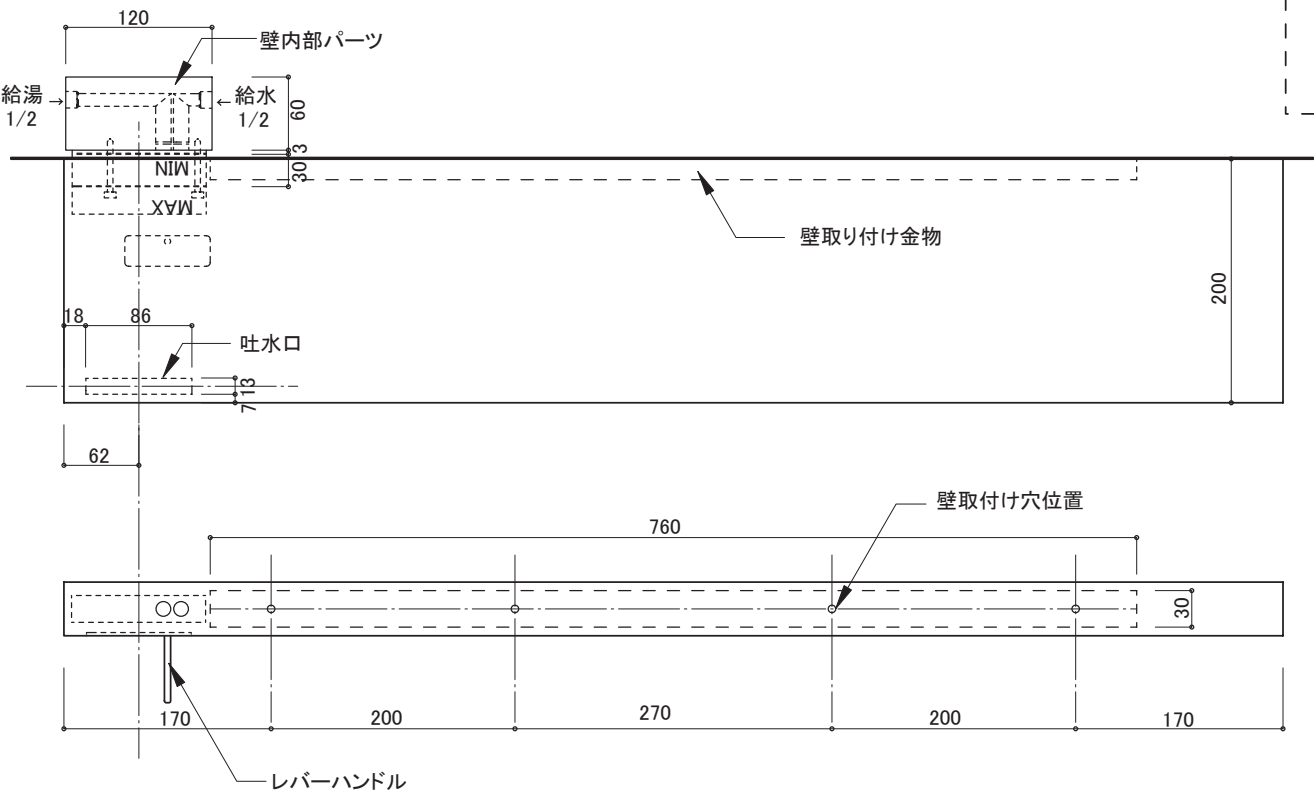 120
壁内部パーツ
給湯
1/2
給水
1/2
60
3
30
MIN
MAX
壁取り付け金物
200
18
86
吐水口
13
7
62
壁取付け穴位置
760
30
170
200
270
200
170
レバーハンドル